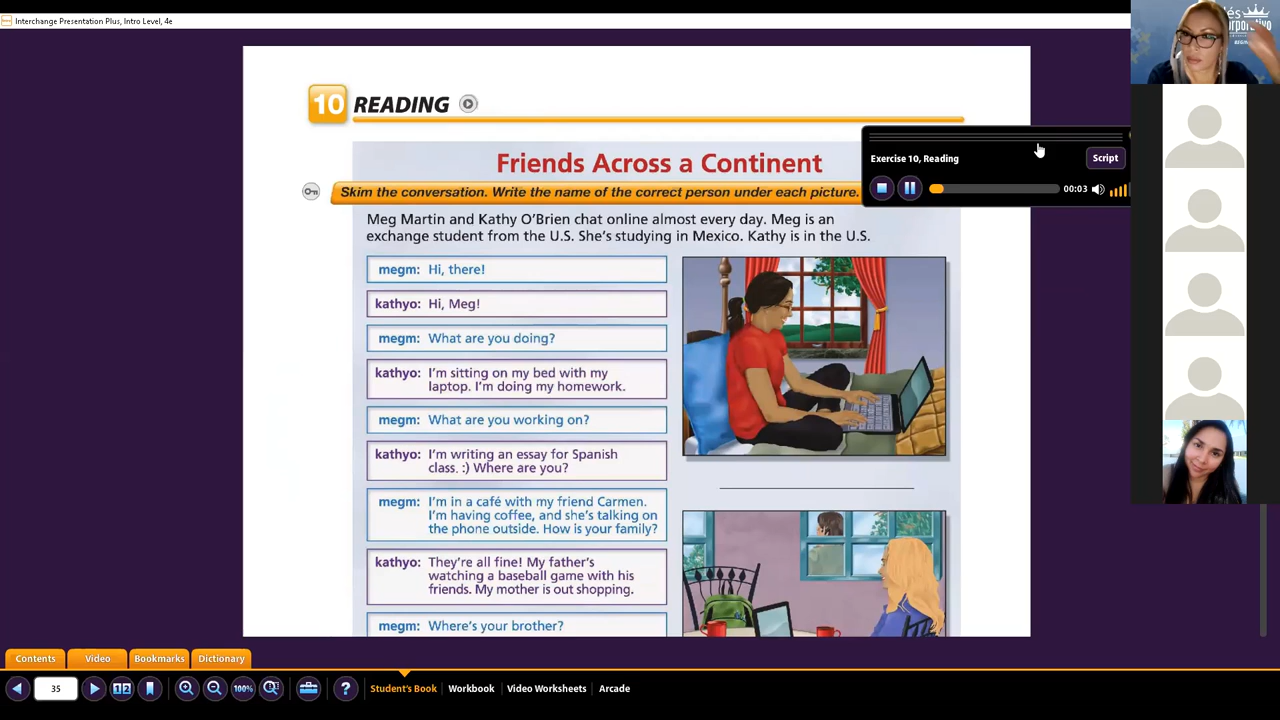 Interchange Presentation Plus, Intro Level, 4e
10 READING
Friends Across a Continent
Skim the conversation. Write the name of the correct person under each picture.
Meg Martin and Kathy O'Brien chat online almost every day. Meg is an
exchange student from the U.S. She's studying in Mexico. Kathy is in the U.S.
megm: Hi, there!
kathyo: Hi, Meg!
megm: What are you doing?
kathyo: I'm sitting on my bed with my
laptop. I'm doing my homework.
megm: What are you working on?
kathyo: I'm writing an essay for Spanish
class. :) Where are you?
megm: I'm in a café with my friend Carmen.
I'm having coffee, and she's talking on
the phone outside. How is your family?
kathyo: They're all fine! My father's
watching a baseball game with his
friends. My mother is out shopping.
megm: Where's your brother?
Exercise 10, Reading
Script
00:03
Contents Video Bookmarks Dictionary
35
1 2
100%
?
Student's Book Workbook Video Worksheets Arcade